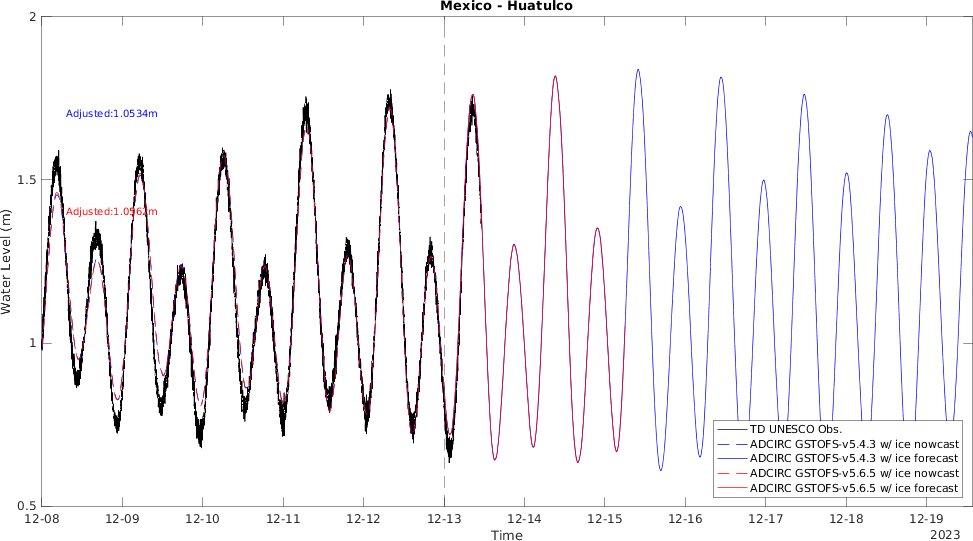 Mexico - Huatulco
2
1.5
1
0.5
Water Level (m)
Adjusted:1.0534m
Adjusted:1.0562m
TD UNESCO Obs.
ADCIRC GSTOFS-v5.4.3 w/ ice nowcast
ADCIRC GSTOFS-v5.4.3 w/ ice forecast
ADCIRC GSTOFS-v5.6.5 w/ ice nowcast
ADCIRC GSTOFS-v5.6.5 w/ ice forecast
12-08 12-09 12-10 12-11 12-12 12-13 12-14 12-15 12-16 12-17 12-18 12-19
Time
2023